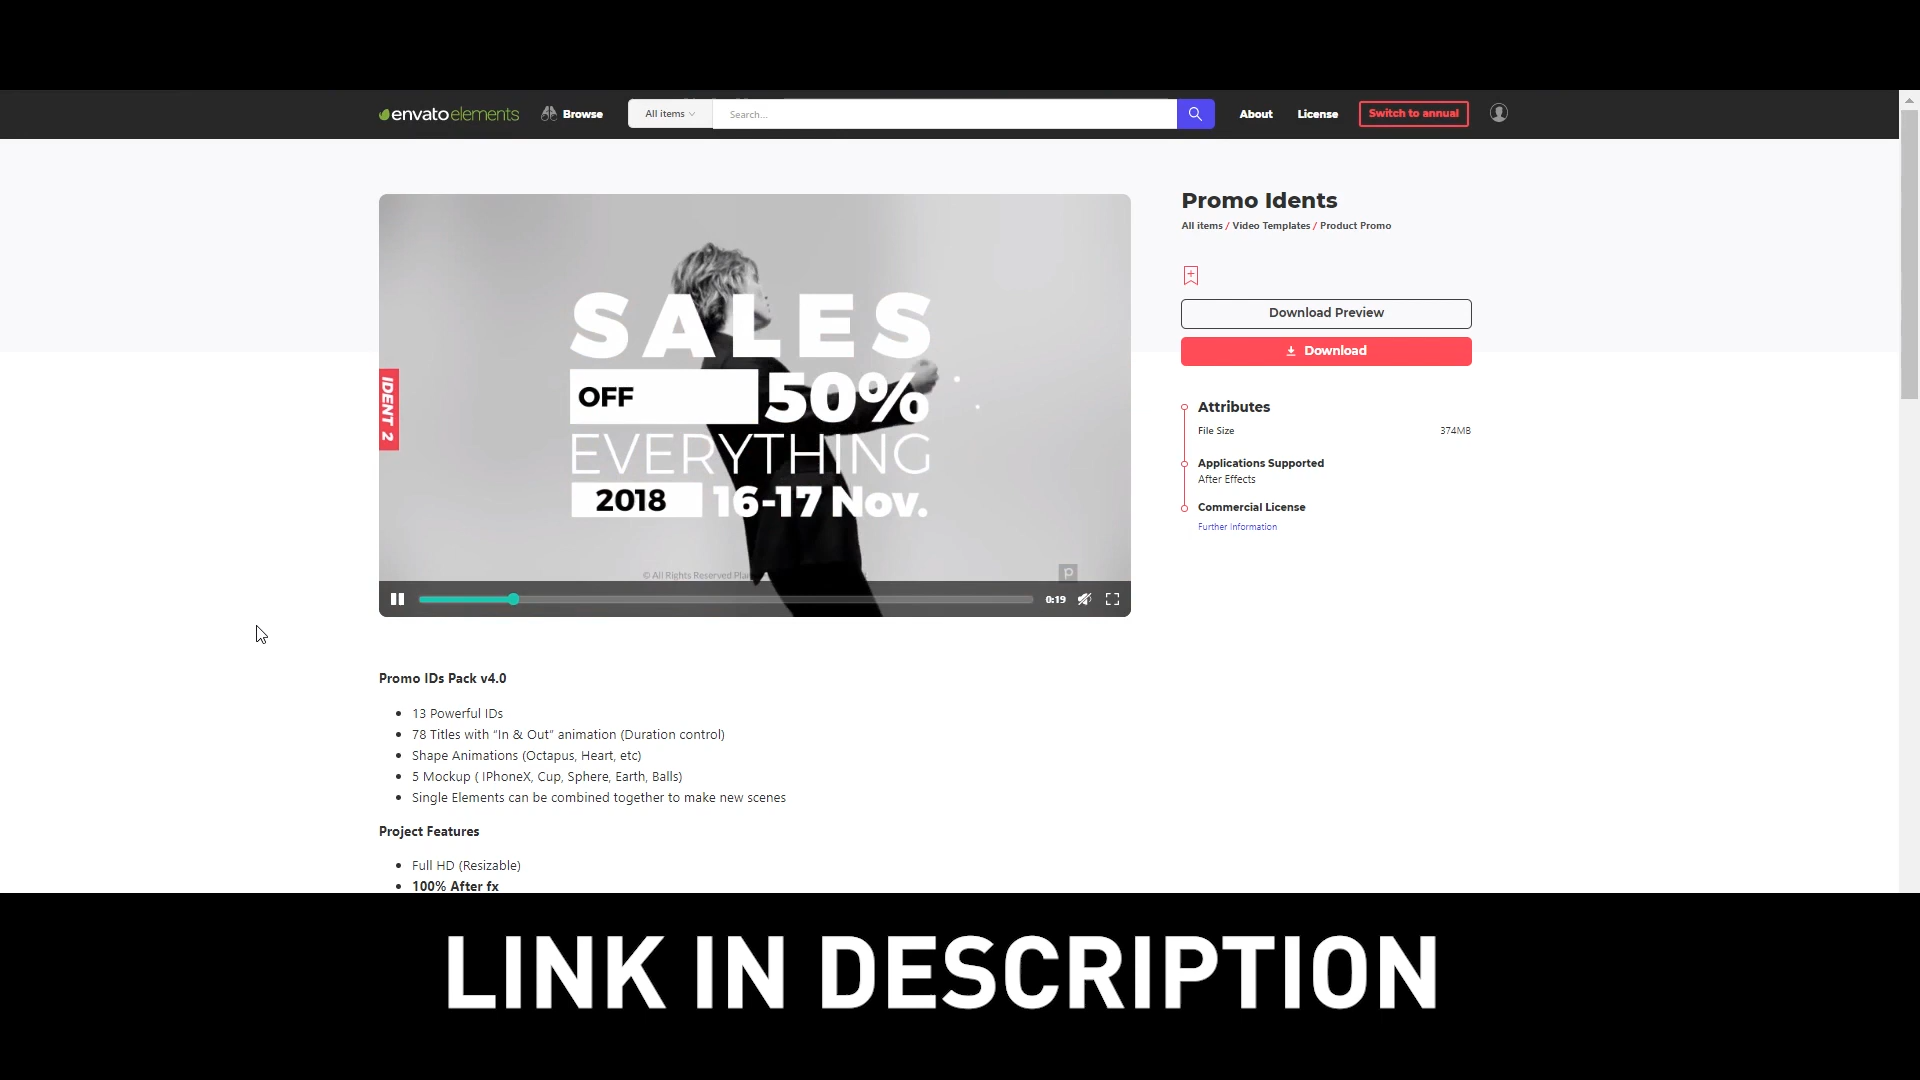 envatoelements
Browse
All items
Search...
About
License
Switch to annual
SALES
OFF 50%
EVERYTHING
2018 16-17 Nov.
IDENT 2
© All Rights Reserved
P
0:19
Promo Idents
All items / Video Templates / Product Promo
Download Preview
Download
Attributes
File Size 374MB
Applications Supported
After Effects
Commercial License
Further Information
Promo IDs Pack v4.0
13 Powerful IDs
78 Titles with “In & Out” animation (Duration control)
Shape Animations (Octapus, Heart, etc)
5 Mockup ( IPhoneX, Cup, Sphere, Earth, Balls)
Single Elements can be combined together to make new scenes
Project Features
Full HD (Resizable)
100% After fx
LINK IN DESCRIPTION